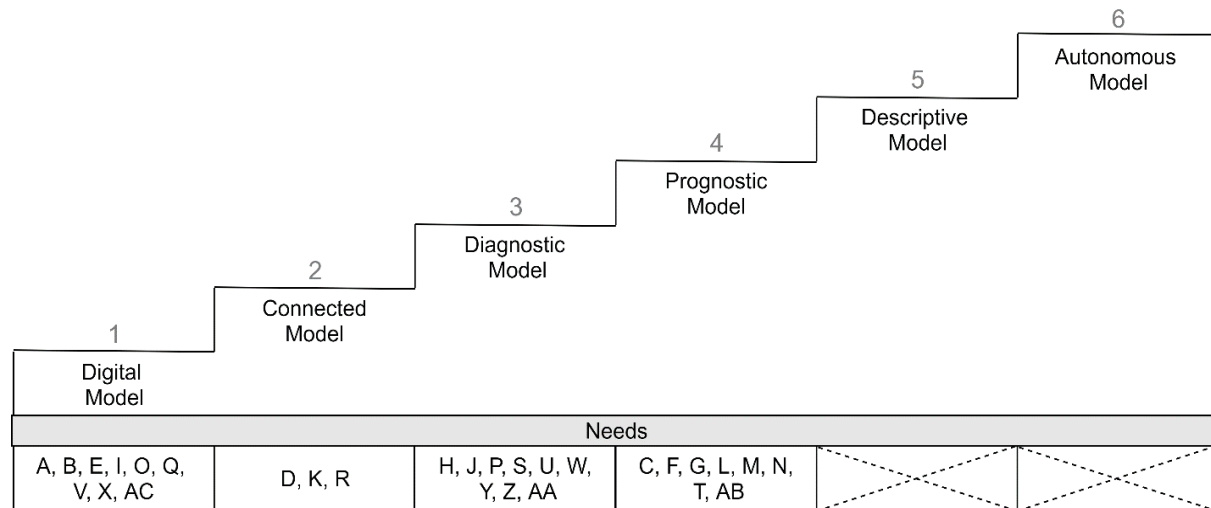 6
Autonomous
Model
5
Descriptive
Model
4
Prognostic
Model
3
Diagnostic
Model
2
Connected
Model
1
Digital
Model
Needs
A, B, E, I, O, Q,
V, X, AC
D, K, R
H, J, P, S, U, W,
Y, Z, AA
C, F, G, L, M, N,
T, AB